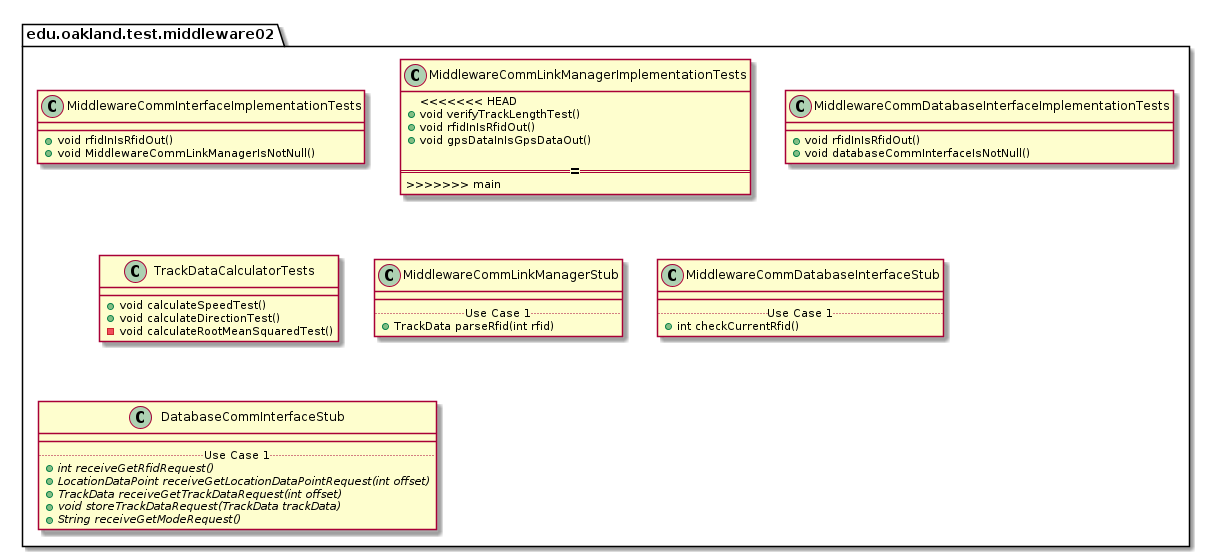 edu.oakland.test.middleware02
C MiddlewareCommInterfaceImplementationTests
void rfidInIsRfidOut()
void MiddlewareCommLinkManagerIsNotNull()
C MiddlewareCommLinkManagerImplementationTests
<<<<<<< HEAD
void verifyTrackLengthTest()
void rfidInIsRfidOut()
void gpsDataInIsGpsDataOut()
=
>>>>>>> main
C MiddlewareCommDatabaseInterfaceImplementationTests
void rfidInIsRfidOut()
void databaseCommInterfaceIsNotNull()
C TrackDataCalculatorTests
void calculateSpeedTest()
void calculateDirectionTest()
void calculateRootMeanSquaredTest()
C MiddlewareCommLinkManagerStub
Use Case 1
TrackData parseRfid(int rfid)
C MiddlewareCommDatabaseInterfaceStub
Use Case 1
int checkCurrentRfid()
C DatabaseCommInterfaceStub
Use Case 1
int receiveGetRfidRequest()
LocationDataPoint receiveGetLocationDataPointRequest(int offset)
TrackData receiveGetTrackDataRequest(int offset)
void storeTrackDataRequest(TrackData trackData)
String receiveGetModeRequest()